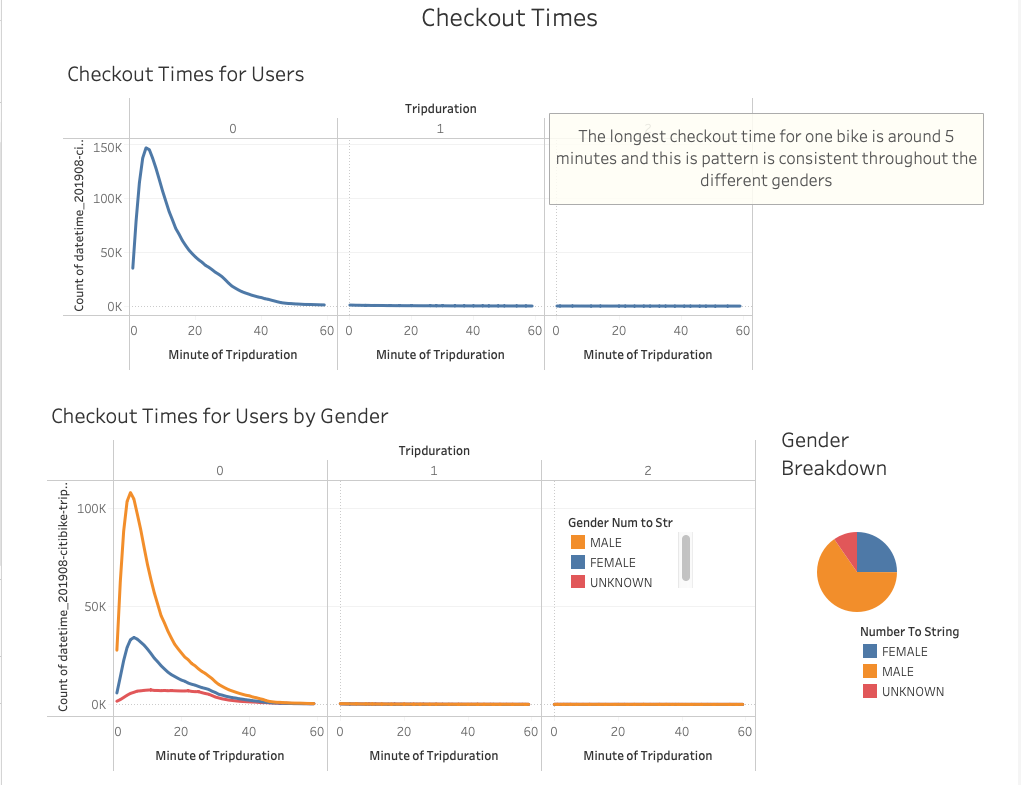 Checkout Times
Checkout Times for Users
Tripduration
0 1
The longest checkout time for one bike is around 5
minutes and this is pattern is consistent throughout the
different genders
Count of datetime_201908-ci..
150K
100K
50K
0K
0 20 40 60 0 20 40 60 0 20 40 60
Minute of Tripduration Minute of Tripduration Minute of Tripduration
Checkout Times for Users by Gender
Tripduration
0 1 2
Count of datetime_201908-citibike-trip..
100K
50K
0K
Gender Num to Str
MALE
FEMALE
UNKNOWN
0 20 40 60 0 20 40 60 0 20 40 60
Minute of Tripduration Minute of Tripduration Minute of Tripduration
Gender
Breakdown
Number To String
FEMALE
MALE
UNKNOWN